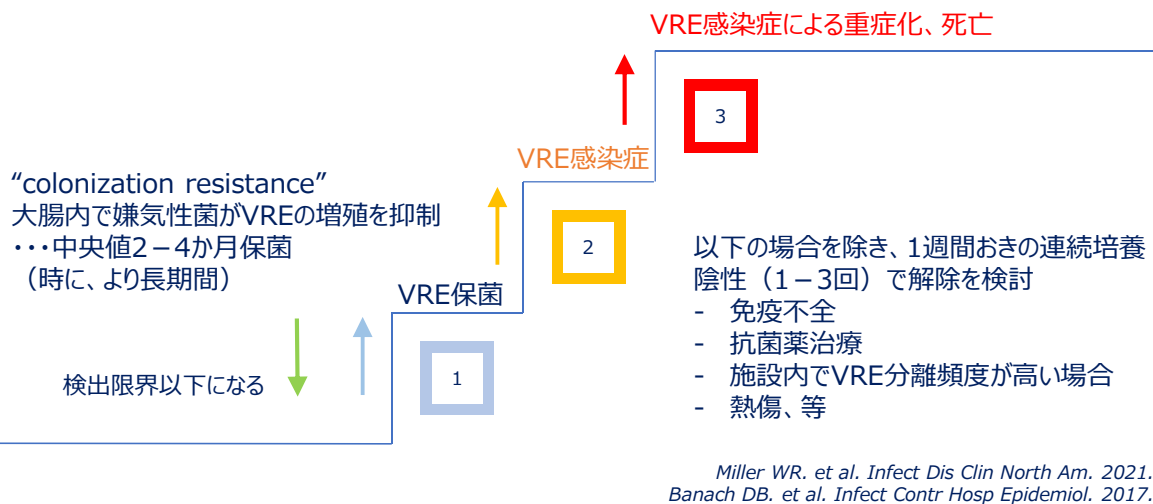 VRE感染症による重症化、死亡
3
VRE感染症
“colonization resistance”
大腸内で嫌気性菌がVREの増殖を抑制
・・・中央値2－4か月保菌
（時に、より長期間）
2
VRE保菌
検出限界以下になる
1
以下の場合を除き、1週間おきの連続培養
陰性（1－3回）で解除を検討
- 免疫不全
- 抗菌薬治療
- 施設内でVRE分離頻度が高い場合
- 熱傷、等
Miller WR. et al. Infect Dis Clin North Am. 2021.
Banach DB. et al. Infect Contr Hosp Epidemiol. 2017.